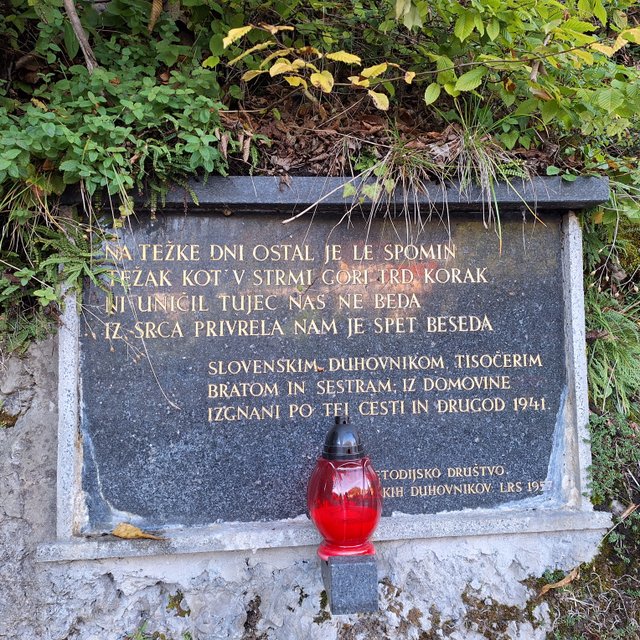 NA TEŽKE DNI OSTAL JE LE SPOMIN
TEŽAK KOT V STRMI GORI TRD KORAK
NI UNIČIL TUJEC NAS NE BEDA
IZ SRCA PRIVRELA NAM JE SPET BESEDA
SLOVENSKIM DUHOVNIKOM, TISOČERIM
BRATOM IN SESTRAM, IZ DOMOVINE
IZGNANI PO TEJ CESTI IN DRUGOD 1941.
ETODIJSKO DRUŠTVO,
KIH DUHOVNIKOV LRS